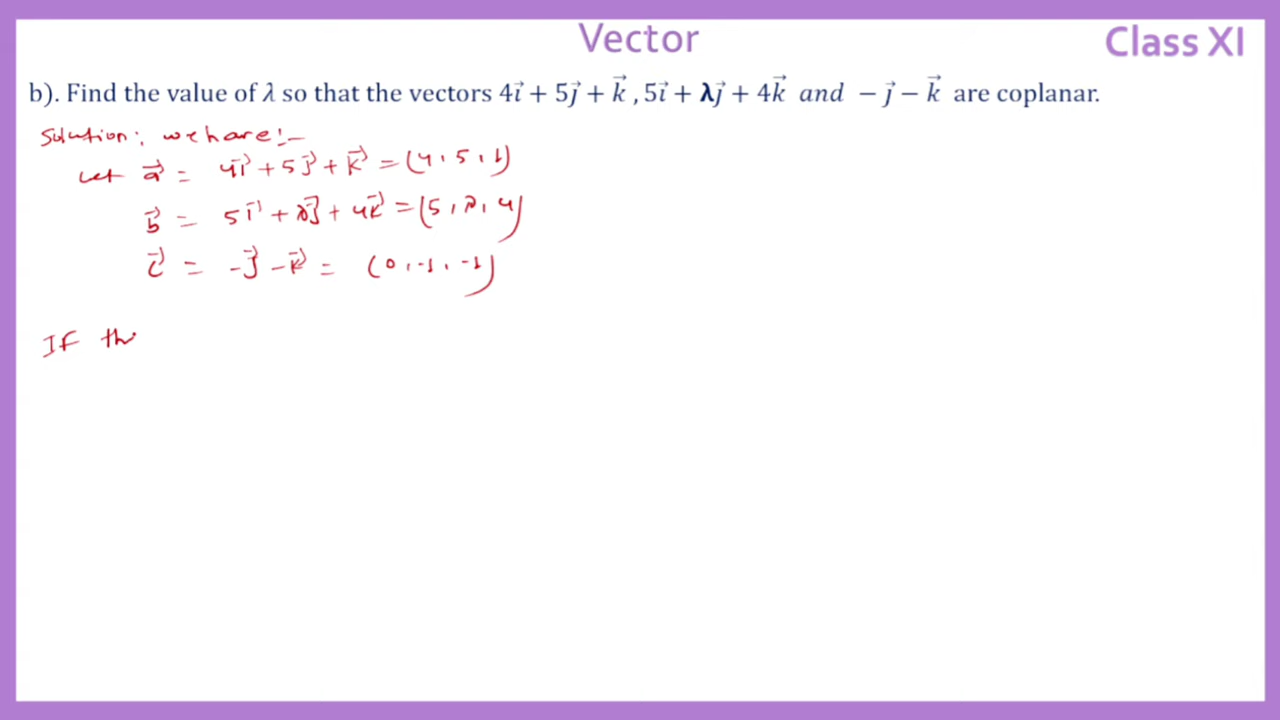 Vector
Class XI
b). Find the value of λ so that the vectors 4i⃗ + 5j⃗ + k⃗ , 5i⃗ + λj⃗ + 4k⃗ and − j⃗ − k⃗ are coplanar.
Solution: we have:-
Let a⃗ = 4i⃗ + 5j⃗ + k⃗ = (4, 5, 1)
b⃗ = 5i⃗ + λj⃗ + 4k⃗ = (5, λ, 4)
c⃗ = -j⃗ - k⃗ = (0, -1, -1)
If th